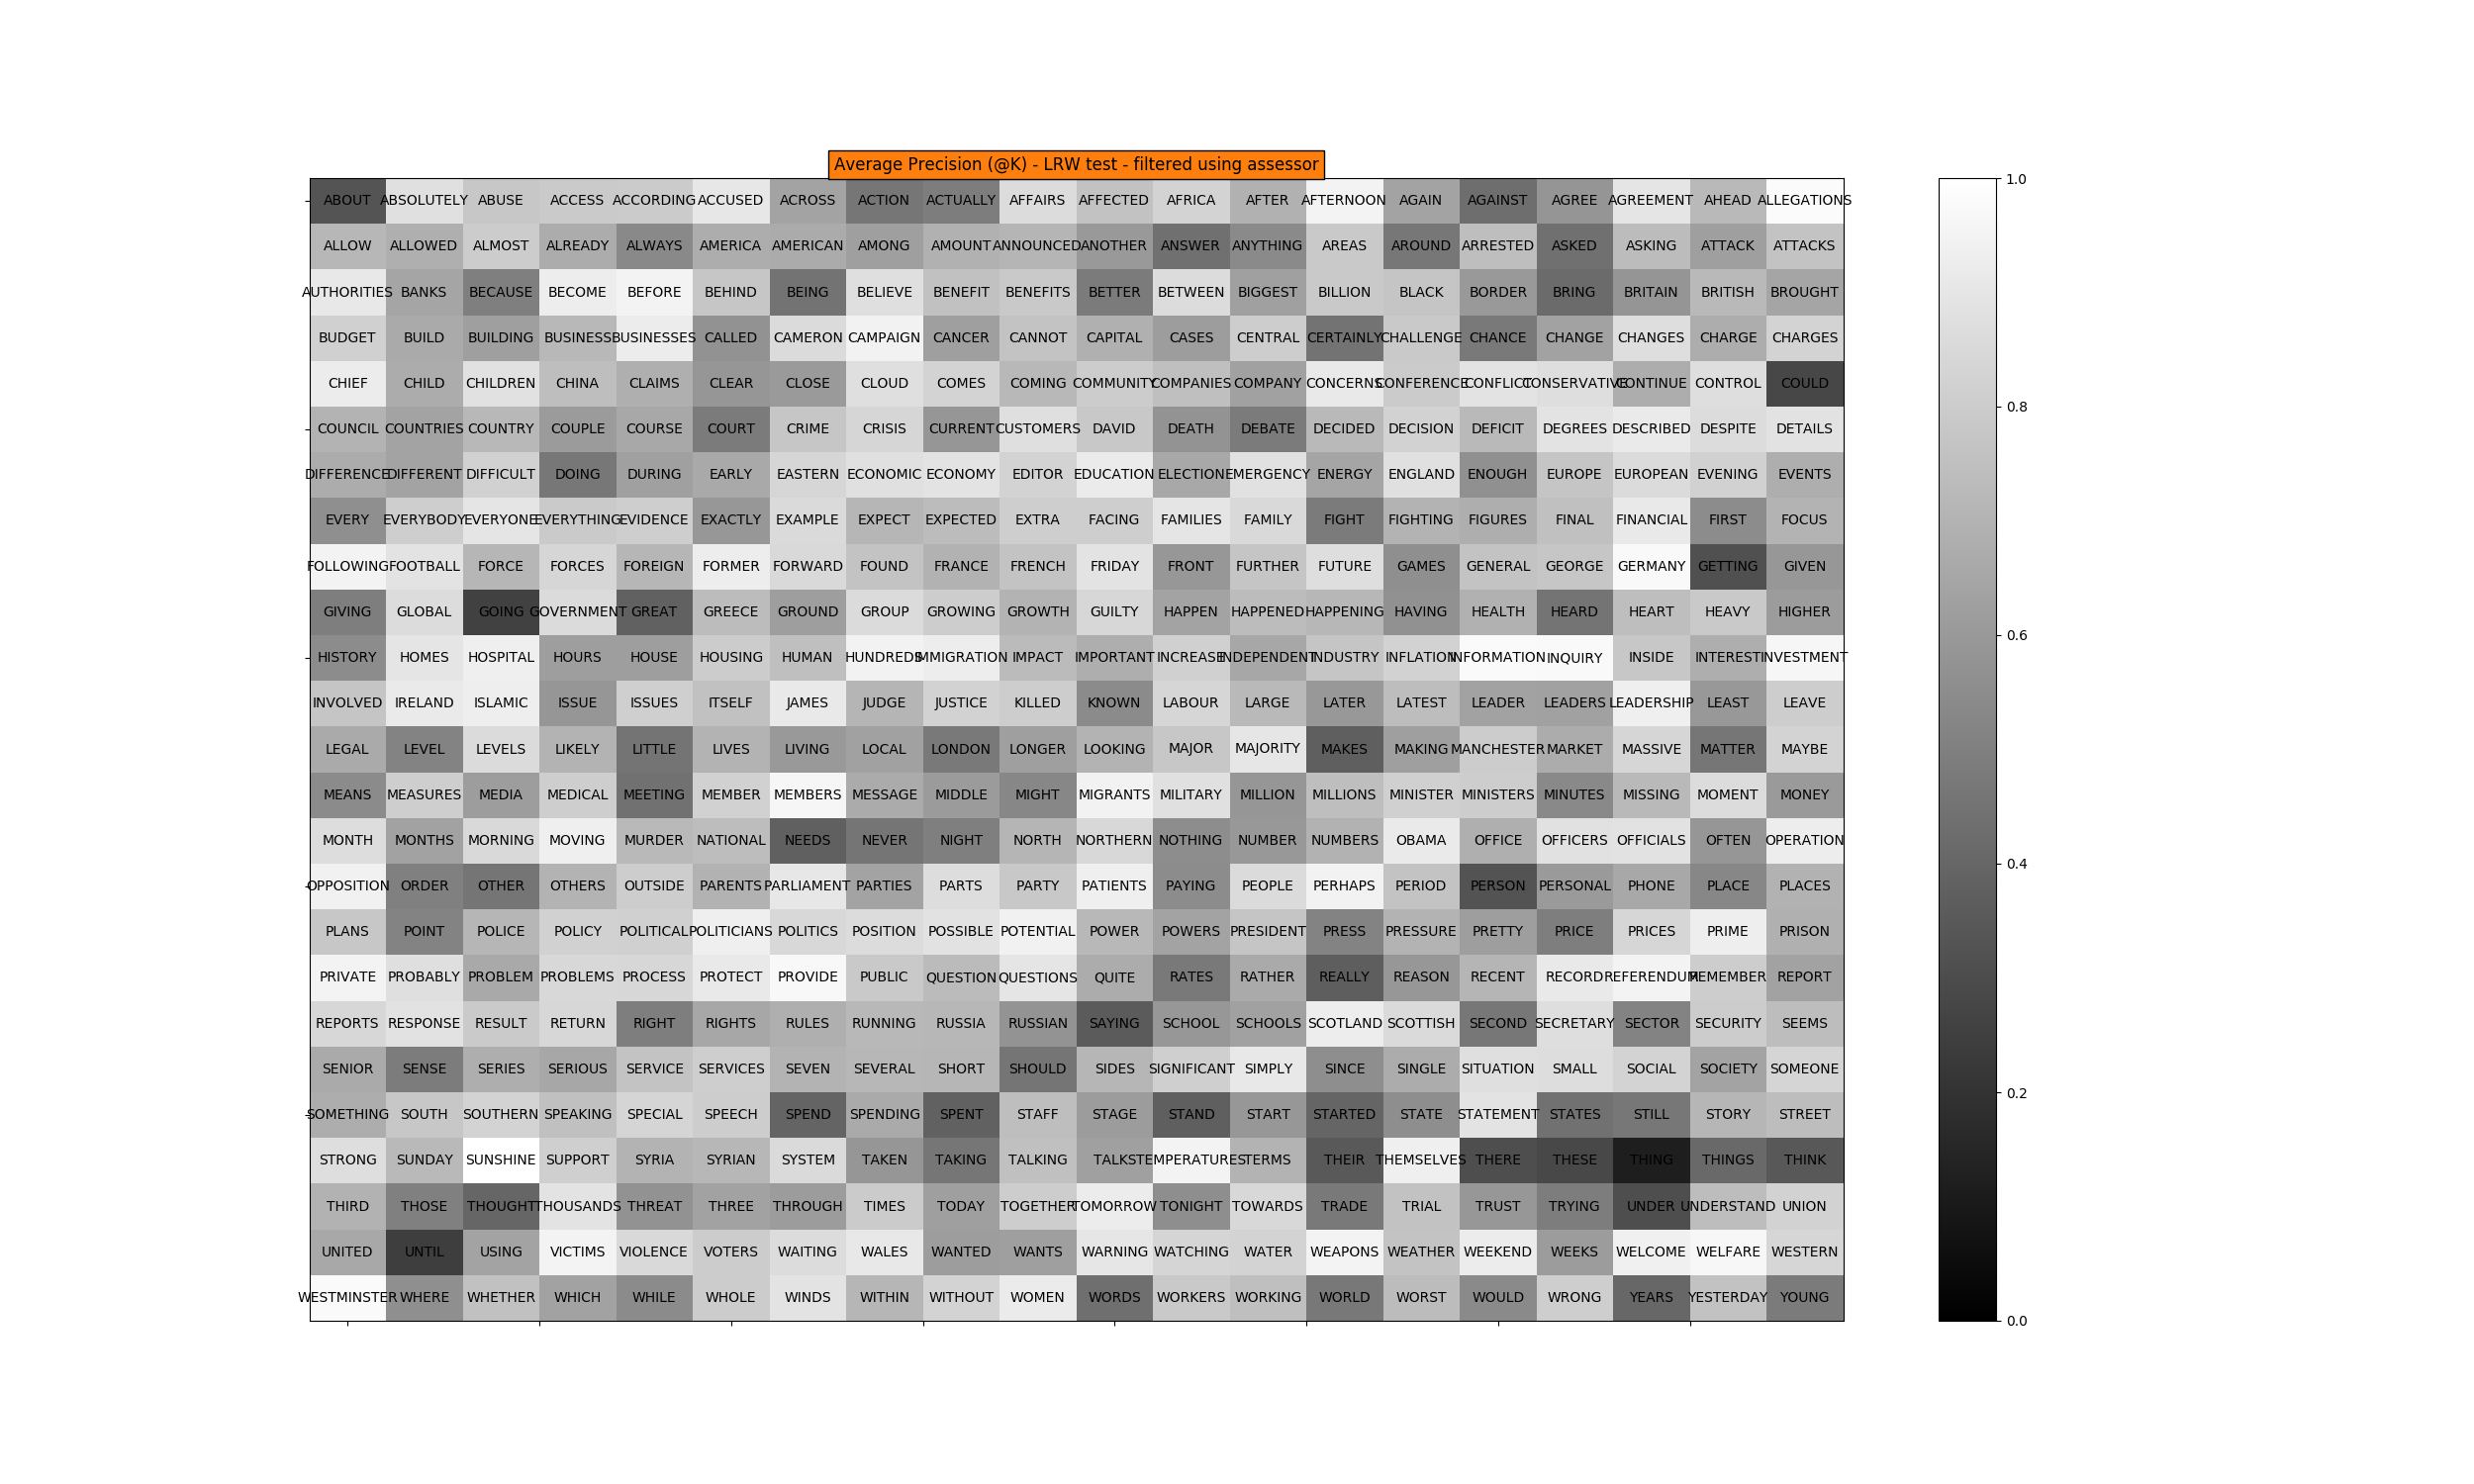 Average Precision (@K) - LRW test - filtered using assessor
ABOUT ABSOLUTELY ABUSE ACCESS ACCORDING ACCUSED ACROSS ACTION ACTUALLY AFFAIRS AFFECTED AFRICA AFTER AFTERNOON AGAIN AGAINST AGREE AGREEMENT AHEAD ALLEGATIONS
ALLOW ALLOWED ALMOST ALREADY ALWAYS AMERICA AMERICAN AMONG AMOUNT ANNOUNCED ANOTHER ANSWER ANYTHING AREAS AROUND ARRESTED ASKED ASKING ATTACK ATTACKS
AUTHORITIES BANKS BECAUSE BECOME BEFORE BEHIND BEING BELIEVE BENEFIT BENEFITS BETTER BETWEEN BIGGEST BILLION BLACK BORDER BRING BRITAIN BRITISH BROUGHT
BUDGET BUILD BUILDING BUSINESS BUSINESSES CALLED CAMERON CAMPAIGN CANCER CANNOT CAPITAL CASES CENTRAL CERTAINLY CHALLENGE CHANCE CHANGE CHANGES CHARGE CHARGES
CHIEF CHILD CHILDREN CHINA CLAIMS CLEAR CLOSE CLOUD COMES COMING COMMUNITY COMPANIES COMPANY CONCERNS CONFERENCE CONFLICT CONSERVATIVE CONTINUE CONTROL COULD
COUNCIL COUNTRIES COUNTRY COUPLE COURSE COURT CRIME CRISIS CURRENT CUSTOMERS DAVID DEATH DEBATE DECIDED DECISION DEFICIT DEGREES DESCRIBED DESPITE DETAILS
DIFFERENCE DIFFERENT DIFFICULT DOING DURING EARLY EASTERN ECONOMIC ECONOMY EDITOR EDUCATION ELECTION EMERGENCY ENERGY ENGLAND ENOUGH EUROPE EUROPEAN EVENING EVENTS
EVERY EVERYBODY EVERYONE EVERYTHING EVIDENCE EXACTLY EXAMPLE EXPECT EXPECTED EXTRA FACING FAMILIES FAMILY FIGHT FIGHTING FIGURES FINAL FINANCIAL FIRST FOCUS
FOLLOWING FOOTBALL FORCE FORCES FOREIGN FORMER FORWARD FOUND FRANCE FRENCH FRIDAY FRONT FURTHER FUTURE GAMES GENERAL GEORGE GERMANY GETTING GIVEN
GIVING GLOBAL GOING GOVERNMENT GREAT GREECE GROUND GROUP GROWING GROWTH GUILTY HAPPEN HAPPENED HAPPENING HAVING HEALTH HEARD HEART HEAVY HIGHER
HISTORY HOMES HOSPITAL HOURS HOUSE HOUSING HUMAN HUNDREDS IMMIGRATION IMPACT IMPORTANT INCREASE INDEPENDENT INDUSTRY INFLATION INFORMATION INQUIRY INSIDE INTEREST INVESTMENT
INVOLVED IRELAND ISLAMIC ISSUE ISSUES ITSELF JAMES JUDGE JUSTICE KILLED KNOWN LABOUR LARGE LATER LATEST LEADER LEADERS LEADERSHIP LEAST LEAVE
LEGAL LEVEL LEVELS LIKELY LITTLE LIVES LIVING LOCAL LONDON LONGER LOOKING MAJOR MAJORITY MAKES MAKING MANCHESTER MARKET MASSIVE MATTER MAYBE
MEANS MEASURES MEDIA MEDICAL MEETING MEMBER MEMBERS MESSAGE MIDDLE MIGHT MIGRANTS MILITARY MILLION MILLIONS MINISTER MINISTERS MINUTES MISSING MOMENT MONEY
MONTH MONTHS MORNING MOVING MURDER NATIONAL NEEDS NEVER NIGHT NORTH NORTHERN NOTHING NUMBER NUMBERS OBAMA OFFICE OFFICERS OFFICIALS OFTEN OPERATION
OPPOSITION ORDER OTHER OTHERS OUTSIDE PARENTS PARLIAMENT PARTIES PARTS PARTY PATIENTS PAYING PEOPLE PERHAPS PERIOD PERSON PERSONAL PHONE PLACE PLACES
PLANS POINT POLICE POLICY POLITICAL POLITICIANS POLITICS POSITION POSSIBLE POTENTIAL POWER POWERS PRESIDENT PRESS PRESSURE PRETTY PRICE PRICES PRIME PRISON
PRIVATE PROBABLY PROBLEM PROBLEMS PROCESS PROTECT PROVIDE PUBLIC QUESTION QUESTIONS QUITE RATES RATHER REALLY REASON RECENT RECORD REFERENDUM REMEMBER REPORT
REPORTS RESPONSE RESULT RETURN RIGHT RIGHTS RULES RUNNING RUSSIA RUSSIAN SAYING SCHOOL SCHOOLS SCOTLAND SCOTTISH SECOND SECRETARY SECTOR SECURITY SEEMS
SENIOR SENSE SERIES SERIOUS SERVICE SERVICES SEVEN SEVERAL SHORT SHOULD SIDES SIGNIFICANT SIMPLY SINCE SINGLE SITUATION SMALL SOCIAL SOCIETY SOMEONE
SOMETHING SOUTH SOUTHERN SPEAKING SPECIAL SPEECH SPEND SPENDING SPENT STAFF STAGE STAND START STARTED STATE STATEMENT STATES STILL STORY STREET
STRONG SUNDAY SUNSHINE SUPPORT SYRIA SYRIAN SYSTEM TAKEN TAKING TALKING TALKS TEMPERATURES TERMS THEIR THEMSELVES THERE THESE THING THINGS THINK
THIRD THOSE THOUGHT THOUSANDS THREAT THREE THROUGH TIMES TODAY TOGETHER TOMORROW TONIGHT TOWARDS TRADE TRIAL TRUST TRYING UNDER UNDERSTAND UNION
UNITED UNTIL USING VICTIMS VIOLENCE VOTERS WAITING WALES WANTED WANTS WARNING WATCHING WATER WEAPONS WEATHER WEEKEND WEEKS WELCOME WELFARE WESTERN
WESTMINSTER WHERE WHETHER WHICH WHILE WHOLE WINDS WITHIN WITHOUT WOMEN WORDS WORKERS WORKING WORLD WORST WOULD WRONG YEARS YESTERDAY YOUNG
1.0
0.8
0.6
0.4
0.2
0.0